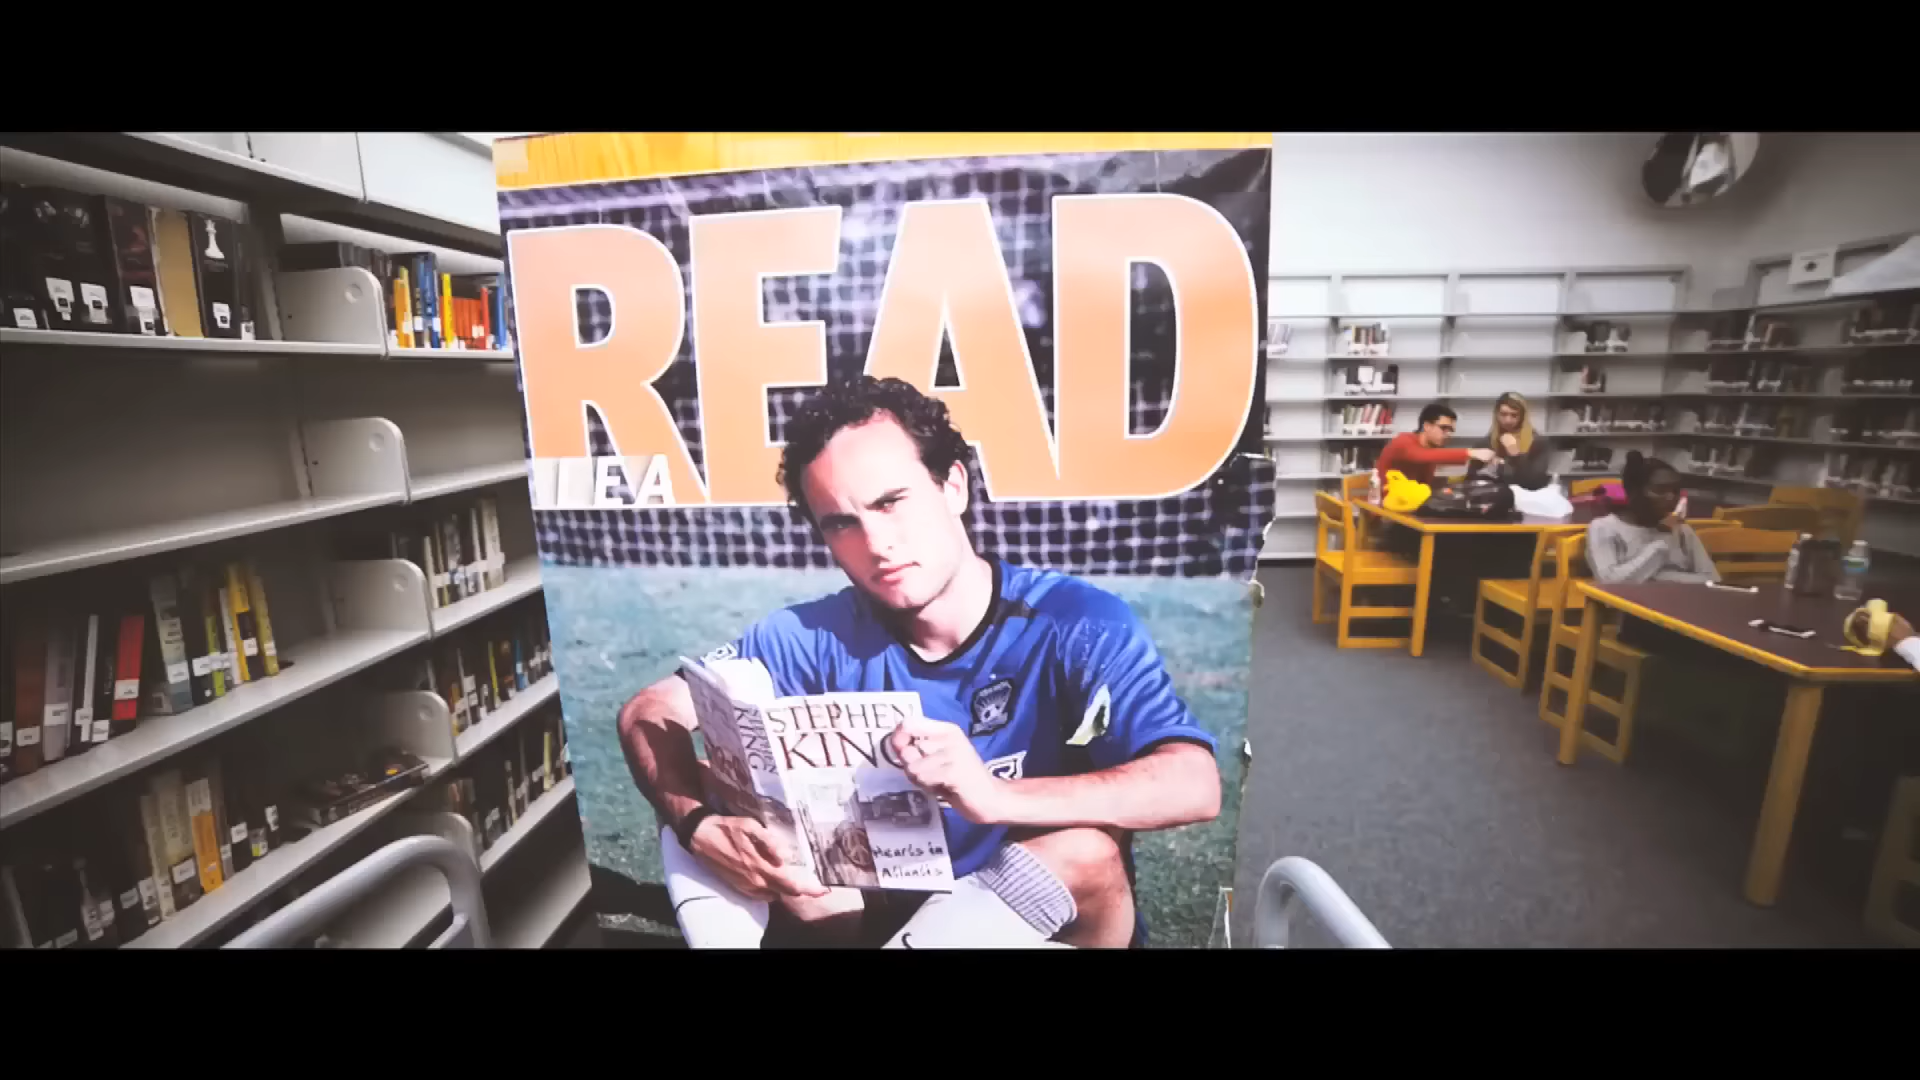 READ
LEA
STEPHEN
KING
STEPHEN
KING
Hearts in
Atlantis